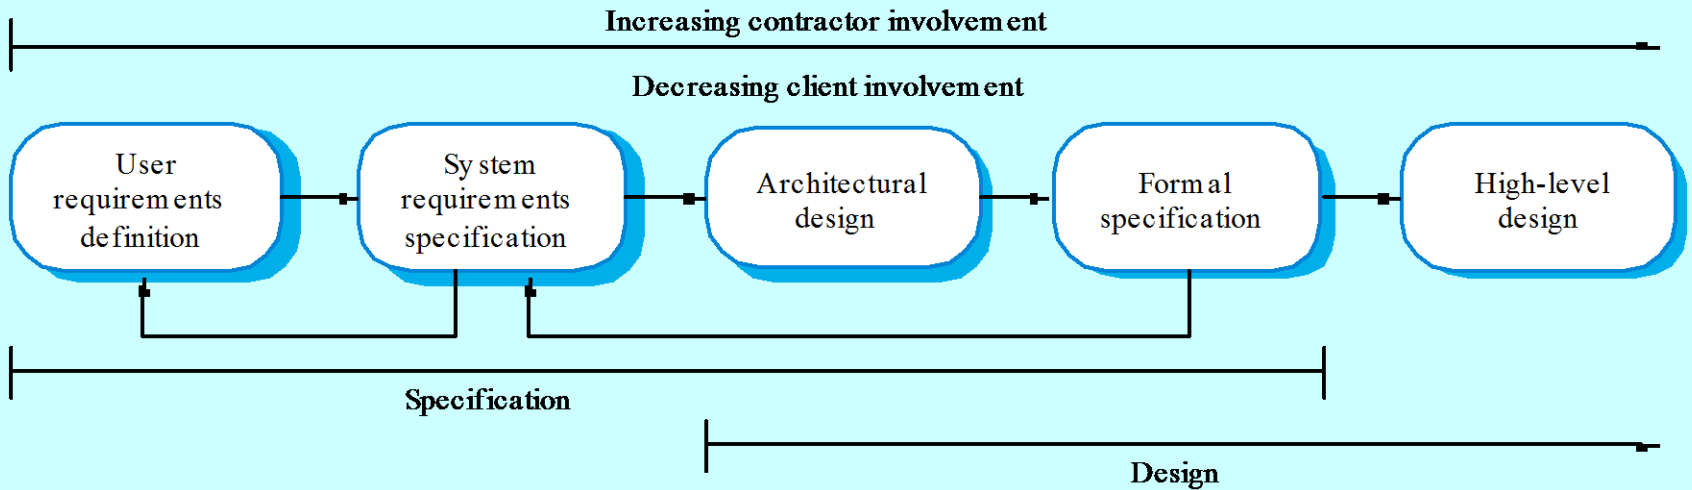 Increasing contractor involvement
Decreasing client involvement
User
requirements
definition
System
requirements
specification
Architectural
design
Formal
specification
High-level
design
Specification
Design